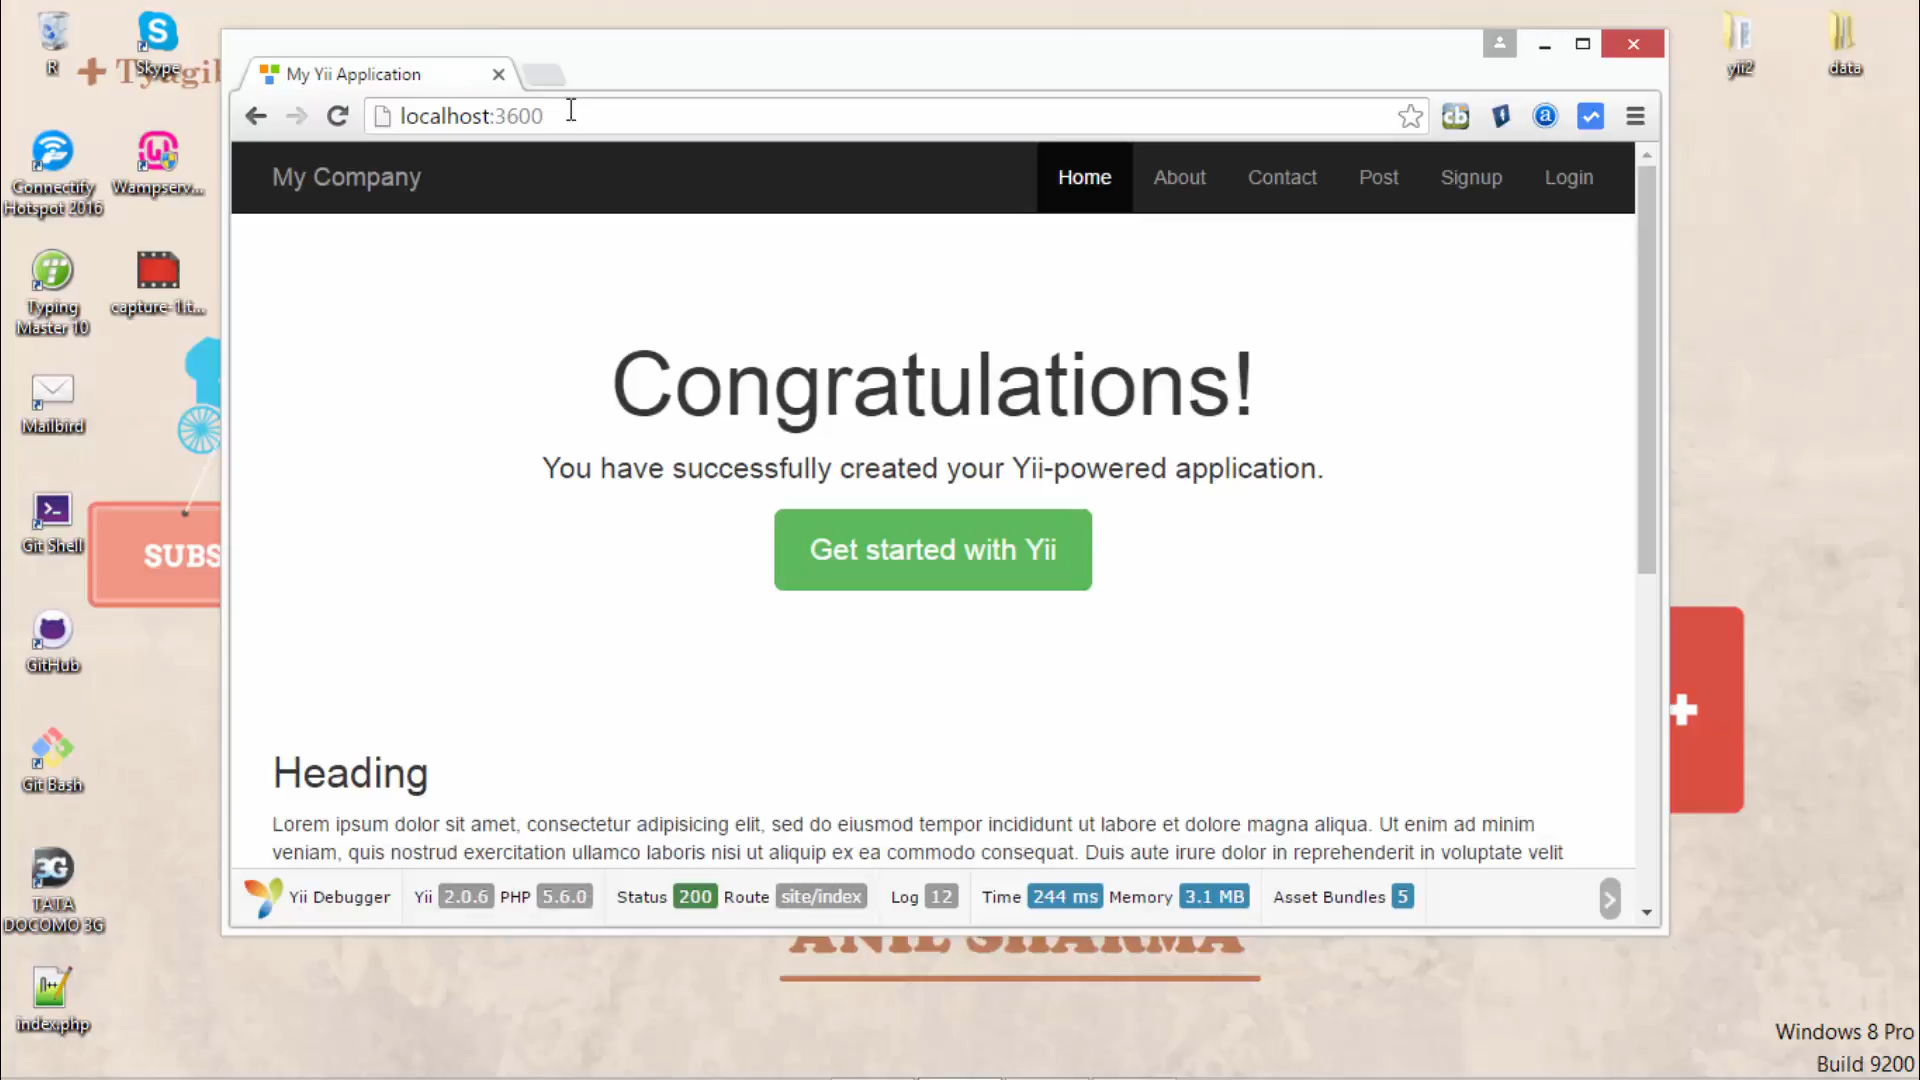 R
Skype
+ Tyagi
Connectify
Hotspot 2016
Wampserv...
Typing
Master 10
capture-1.t...
Mailbird
Git Shell
SUBS
GitHub
Git Bash
TATA
DOCOMO 3G
index.php
My Yii Application
localhost:3600
My Company
Home
About
Contact
Post
Signup
Login
Congratulations!
You have successfully created your Yii-powered application.
Get started with Yii
Heading
Lorem ipsum dolor sit amet, consectetur adipisicing elit, sed do eiusmod tempor incididunt ut labore et dolore magna aliqua. Ut enim ad minim
veniam, quis nostrud exercitation ullamco laboris nisi ut aliquip ex ea commodo consequat. Duis aute irure dolor in reprehenderit in voluptate velit
Yii Debugger Yii 2.0.6 PHP 5.6.0 Status 200 Route site/index Log 12 Time 244 ms Memory 3.1 MB Asset Bundles 5
ANIL SHARMA
yii2
data
Windows 8 Pro
Build 9200